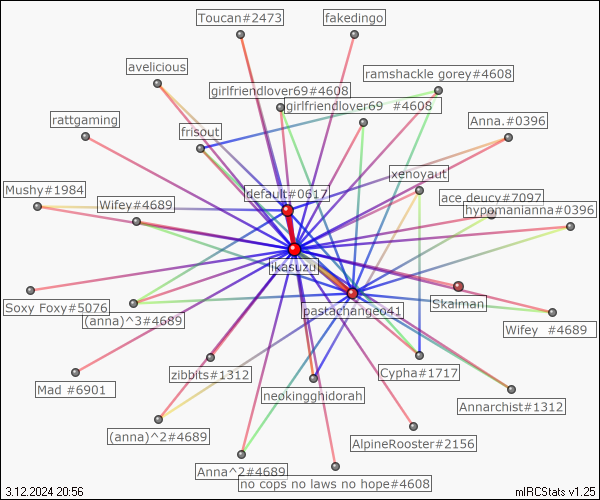 Toucan#2473
fakedingo
avelicious
ramshackle gorey#4608
girlfriendlover69#4608
girlfriendlover69  #4608
rattgaming
Anna.#0396
frisout
xenoyaut
Mushy#1984
default#0617
ace deucy#7097
Wifey#4689
hypomanianna#0396
ikasuzu
Soxy Foxy#5076
pastachangeo41
Skalman
(anna)^3#4689
Wifey  #4689
zibbits#1312
Cypha#1717
Mad #6901
neokingghidorah
Annarchist#1312
(anna)^2#4689
AlpineRooster#2156
Anna^2#4689
no cops no laws no hope#4608
3.12.2024 20:56
mIRCStats v1.25